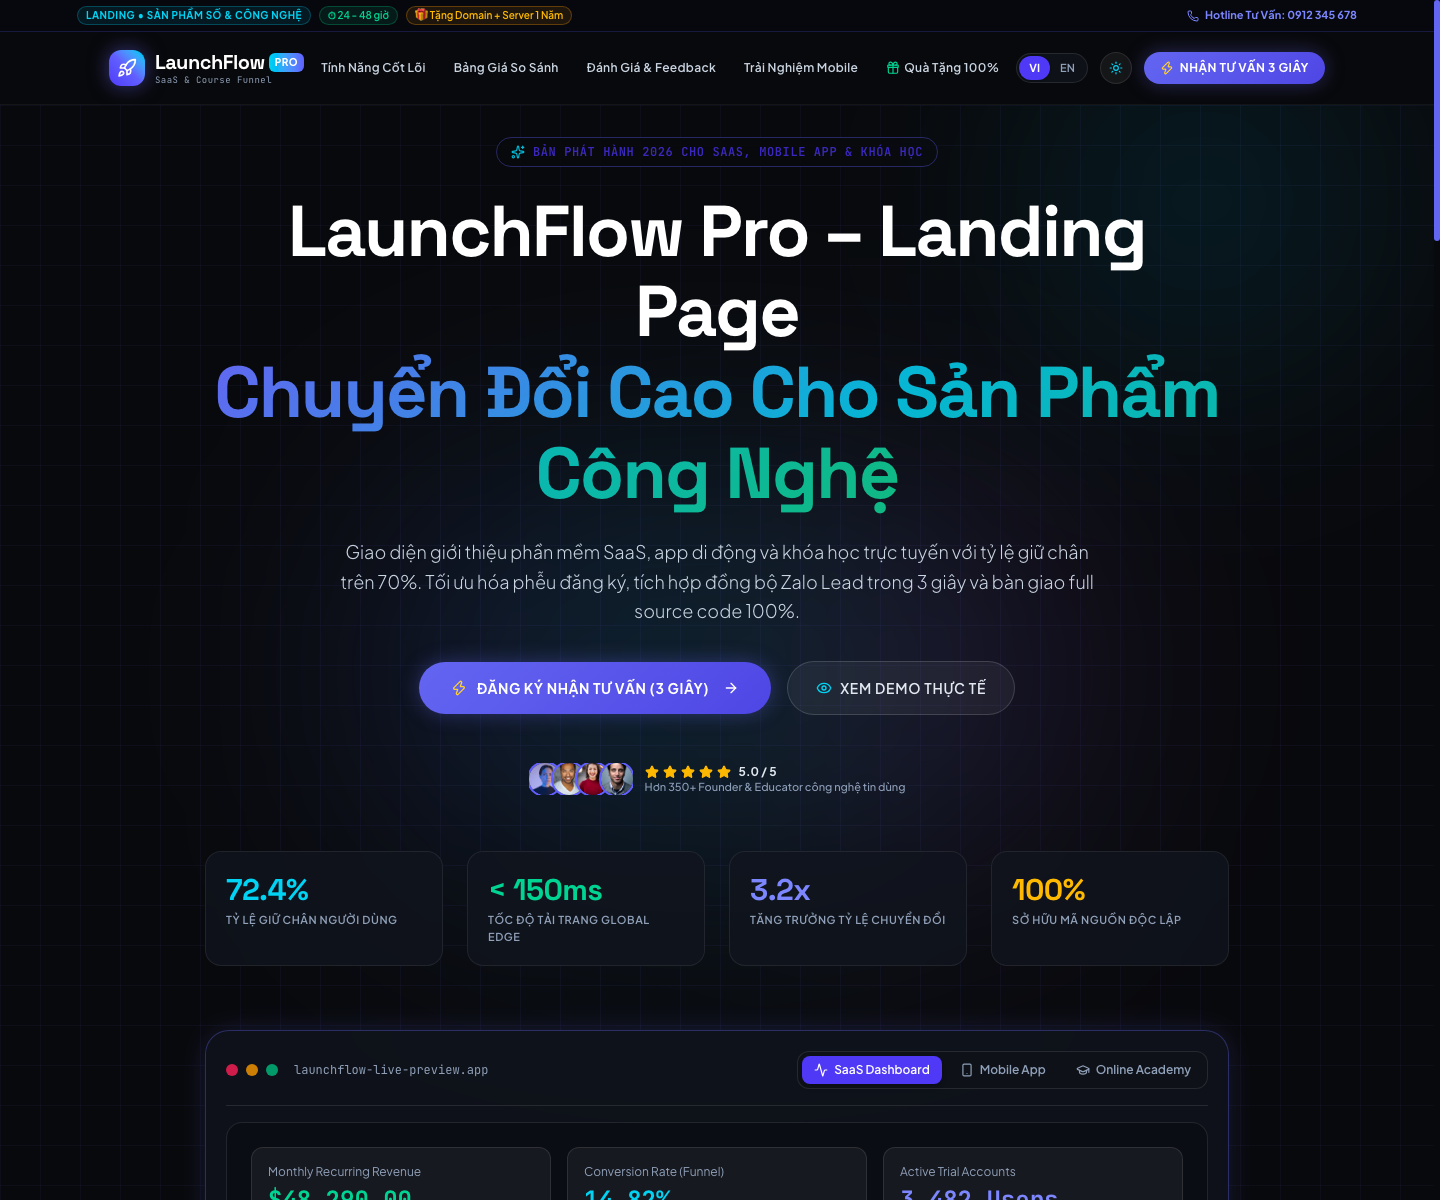 LANDING • SẢN PHẨM SỐ & CÔNG NGHỆ
⏱ 24 - 48 giờ
🎁 Tặng Domain + Server 1 Năm
Hotline Tư Vấn: 0912 345 678
LaunchFlow PRO
SaaS & Course Funnel
Tính Năng Cốt Lõi
Bảng Giá So Sánh
Đánh Giá & Feedback
Trải Nghiệm Mobile
Quà Tặng 100%
VI
EN
NHẬN TƯ VẤN 3 GIÂY
BẢN PHÁT HÀNH 2026 CHO SAAS, MOBILE APP & KHÓA HỌC
LaunchFlow Pro – Landing
Page
Chuyển Đổi Cao Cho Sản Phẩm
Công Nghệ
Giao diện giới thiệu phần mềm SaaS, app di động và khóa học trực tuyến với tỷ lệ giữ chân
trên 70%. Tối ưu hóa phễu đăng ký, tích hợp đồng bộ Zalo Lead trong 3 giây và bàn giao full
source code 100%.
ĐĂNG KÝ NHẬN TƯ VẤN (3 GIÂY)
XEM DEMO THỰC TẾ
5.0 / 5
Hơn 350+ Founder & Educator công nghệ tin dùng
72.4%
TỶ LỆ GIỮ CHÂN NGƯỜI DÙNG
< 150ms
TỐC ĐỘ TẢI TRANG GLOBAL
EDGE
3.2x
TĂNG TRƯỞNG TỶ LỆ CHUYỂN ĐỔI
100%
SỞ HỮU MÃ NGUỒN ĐỘC LẬP
launchflow-live-preview.app
SaaS Dashboard
Mobile App
Online Academy
Monthly Recurring Revenue
$48,290.00
Conversion Rate (Funnel)
14.82%
Active Trial Accounts
3,482 Users